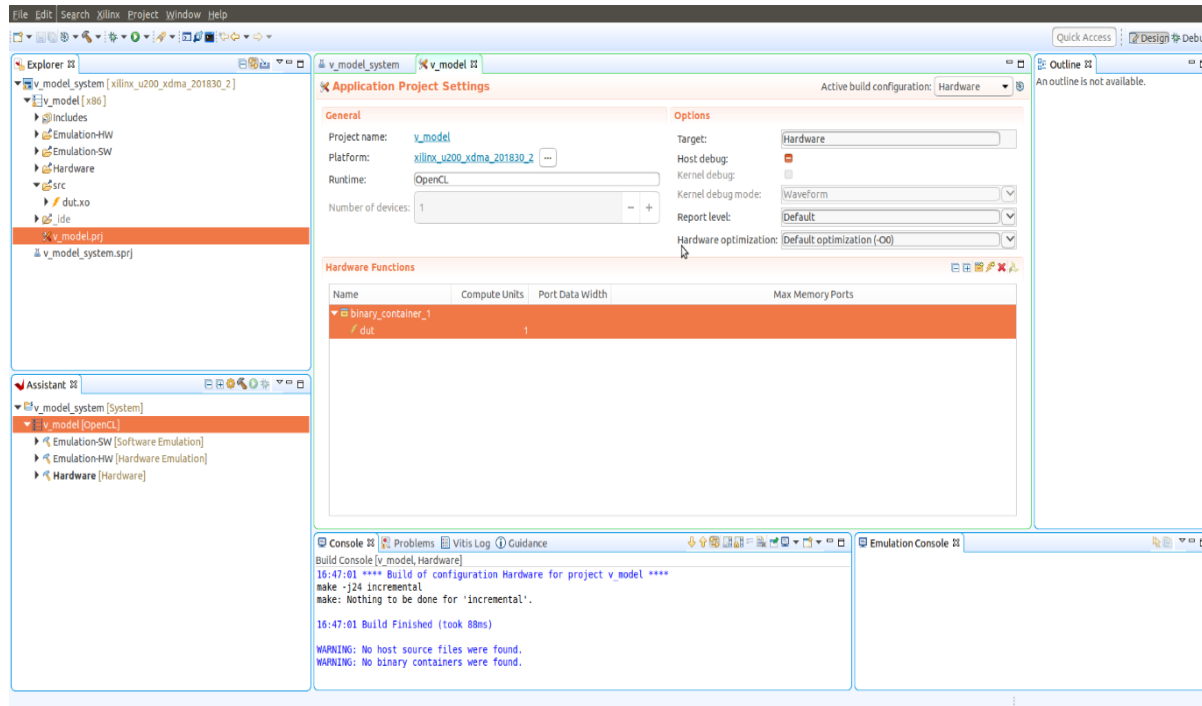 File Edit Search Xilinx Project Window Help
Quick Access Design Debu
Explorer
v_model_system [ xilinx_u200_xdma_201830_2 ]
v_model [ x86 ]
Includes
Emulation-HW
Emulation-SW
Hardware
src
dut.xo
_ide
v_model.prj
v_model_system.sprj
Assistant
v_model_system [System]
v_model [OpenCL]
Emulation-SW [Software Emulation]
Emulation-HW [Hardware Emulation]
Hardware [Hardware]
v_model_system v_model
Application Project Settings Active build configuration: Hardware
General
Project name: v_model
Platform: xilinx_u200_xdma_201830_2 ...
Runtime: OpenCL
Number of devices: 1 − +
Options
Target: Hardware
Host debug:
Kernel debug:
Kernel debug mode: Waveform
Report level: Default
Hardware optimization: Default optimization (-O0)
Hardware Functions
Name Compute Units Port Data Width Max Memory Ports
binary_container_1
dut 1
Console Problems Vitis Log Guidance
Build Console [v_model, Hardware]
16:47:01 **** Build of configuration Hardware for project v_model ****
make -j24 incremental
make: Nothing to be done for 'incremental'.
16:47:01 Build Finished (took 88ms)
WARNING: No host source files were found.
WARNING: No binary containers were found.
Emulation Console
Outline
An outline is not available.